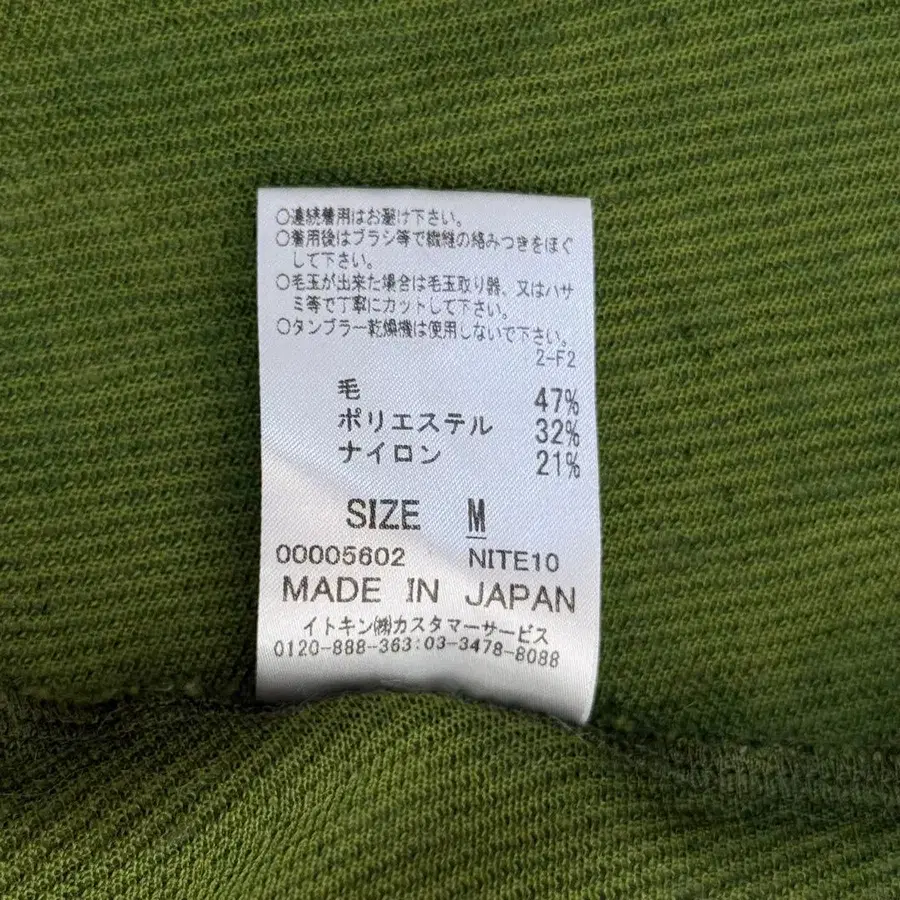 ○連続着用はお避け下さい。
○着用後はブラシ等で繊維の絡みつきをほぐ
して下さい。
○毛玉が出来た場合は毛玉取り器、又はハサ
ミ等で丁寧にカットして下さい。
○タンブラー乾燥機は使用しないで下さい。
2-F2
毛 47%
ポリエステル 32%
ナイロン 21%
SIZE M
00005602 NITE10
MADE IN JAPAN
イトキン㈱カスタマーサービス
0120-888-363:03-3478-8088